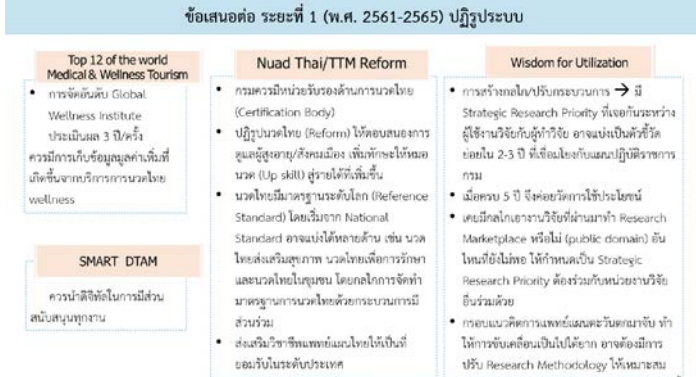 ข้อเสนอต่อ ระยะที่ 1 (พ.ศ. 2561-2565) ปฏิรูประบบ
Top 12 of the world
Medical & Wellness Tourism
• การจัดอันดับ Global
Wellness Institute
ประเมินผล 3 ปี/ครั้ง
ควรมีการเก็บข้อมูลมูลค่าเพิ่มที่
เกิดขึ้นจากบริการการนวดไทย
wellness
SMART DTAM
ควรนำดิจิทัลในการมีส่วน
สนับสนุนทุกงาน
Nuad Thai/TTM Reform
• กรมควรมีหน่วยรับรองด้านการนวดไทย
(Certification Body)
• ปฏิรูปนวดไทย (Reform) ให้ตอบสนองการ
ดูแลผู้สูงอายุ/สังคมเมือง เพิ่มทักษะให้หมอ
นวด (Up skill) สู่รายได้ที่เพิ่มขึ้น
• นวดไทยมีมาตรฐานระดับโลก (Reference
Standard) โดยเริ่มจาก National
Standard อาจแบ่งได้หลายด้าน เช่น นวด
ไทยส่งเสริมสุขภาพ นวดไทยเพื่อการรักษา
และนวดไทยในชุมชน โดยกลไกการจัดทำ
มาตรฐานการนวดไทยด้วยกระบวนการมี
ส่วนร่วม
• ส่งเสริมวิชาชีพแพทย์แผนไทยให้เป็นที่
ยอมรับในระดับประเทศ
Wisdom for Utilization
• การสร้างกลไก/ปรับกระบวนการ → มี
Strategic Research Priority ที่เจอกันระหว่าง
ผู้ใช้งานวิจัยกับผู้ทำวิจัย อาจแบ่งเป็นตัวชี้วัด
ย่อยใน 2-3 ปี ที่เชื่อมโยงกับแผนปฏิบัติราชการ
กรม
• เมื่อครบ 5 ปี จึงค่อยวัดการใช้ประโยชน์
• เคยมีกลไกเอางานวิจัยที่ผ่านมาทำ Research
Marketplace หรือไม่ (public domain) อัน
ไหนที่ยังไม่พอ ให้กำหนดเป็น Strategic
Research Priority ต้องร่วมกับหน่วยงานวิจัย
อื่นร่วมด้วย
• กรอบแนวคิดการแพทย์แผนตะวันตกมาจับ ทำ
ให้การขับเคลื่อนเป็นไปได้ยาก อาจต้องมีการ
ปรับ Research Methodology ให้เหมาะสม